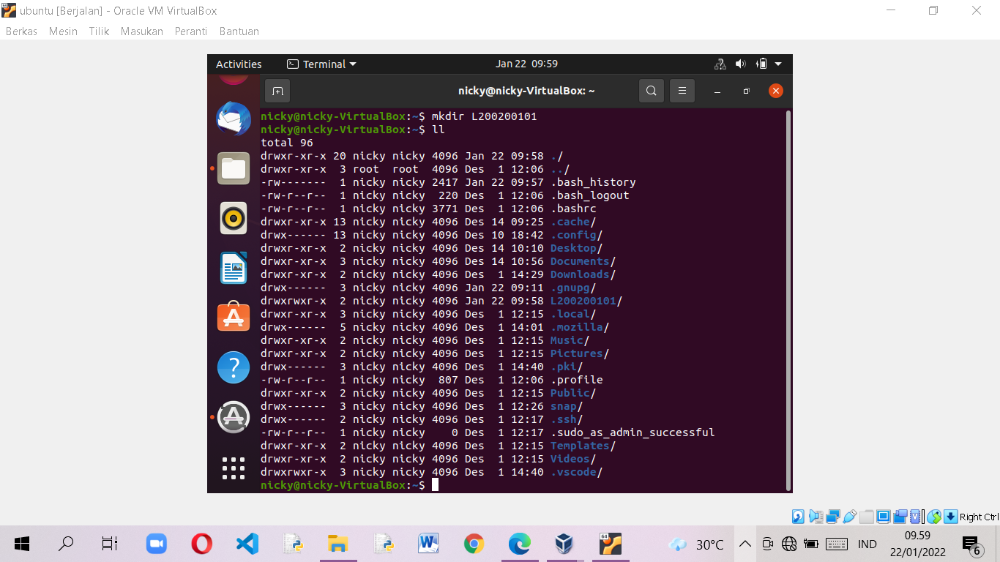 ubuntu [Berjalan] - Oracle VM VirtualBox
Berkas Mesin Tilik Masukan Peranti Bantuan
Activities Terminal Jan 22 09:59
nicky@nicky-VirtualBox: ~
nicky@nicky-VirtualBox:~$ mkdir L200200101
nicky@nicky-VirtualBox:~$ ll
total 96
drwxr-xr-x 20 nicky nicky 4096 Jan 22 09:58 ./
drwxr-xr-x  3 root  root  4096 Des  1 12:06 ../
-rw-------  1 nicky nicky 2417 Jan 22 09:57 .bash_history
-rw-r--r--  1 nicky nicky  220 Des  1 12:06 .bash_logout
-rw-r--r--  1 nicky nicky 3771 Des  1 12:06 .bashrc
drwxr-xr-x 13 nicky nicky 4096 Des 14 09:25 .cache/
drwx------ 13 nicky nicky 4096 Des 10 18:42 .config/
drwxr-xr-x  2 nicky nicky 4096 Des 14 10:10 Desktop/
drwxr-xr-x  3 nicky nicky 4096 Des 14 10:56 Documents/
drwxr-xr-x  2 nicky nicky 4096 Des  1 14:29 Downloads/
drwx------  3 nicky nicky 4096 Jan 22 09:11 .gnupg/
drwxrwxr-x  2 nicky nicky 4096 Jan 22 09:58 L200200101/
drwxr-xr-x  3 nicky nicky 4096 Des  1 12:15 .local/
drwx------  5 nicky nicky 4096 Des  1 14:01 .mozilla/
drwxr-xr-x  2 nicky nicky 4096 Des  1 12:15 Music/
drwxr-xr-x  2 nicky nicky 4096 Des  1 12:15 Pictures/
drwx------  3 nicky nicky 4096 Des  1 14:40 .pki/
-rw-r--r--  1 nicky nicky  807 Des  1 12:06 .profile
drwxr-xr-x  2 nicky nicky 4096 Des  1 12:15 Public/
drwx------  3 nicky nicky 4096 Des  1 12:26 snap/
drwx------  2 nicky nicky 4096 Des  1 12:17 .ssh/
-rw-r--r--  1 nicky nicky    0 Des  1 12:17 .sudo_as_admin_successful
drwxr-xr-x  2 nicky nicky 4096 Des  1 12:15 Templates/
drwxr-xr-x  2 nicky nicky 4096 Des  1 12:15 Videos/
drwxrwxr-x  3 nicky nicky 4096 Des  1 14:40 .vscode/
nicky@nicky-VirtualBox:~$
Right Ctrl
30°C IND 09.59
22/01/2022
6
64